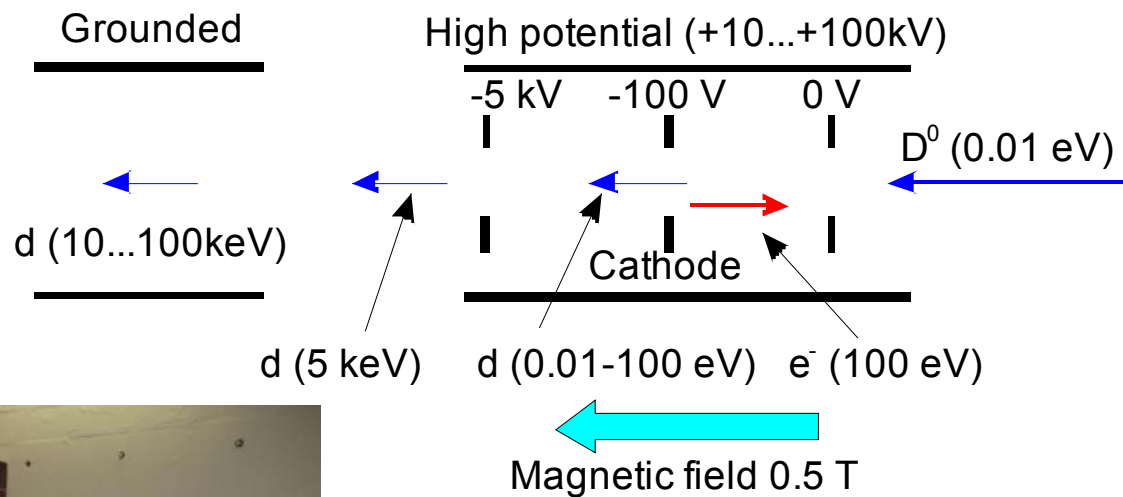 Grounded
High potential (+10...+100kV)
-5 kV -100 V 0 V
D⁰ (0.01 eV)
d (10...100keV)
Cathode
d (5 keV) d (0.01-100 eV) e⁻ (100 eV)
Magnetic field 0.5 T